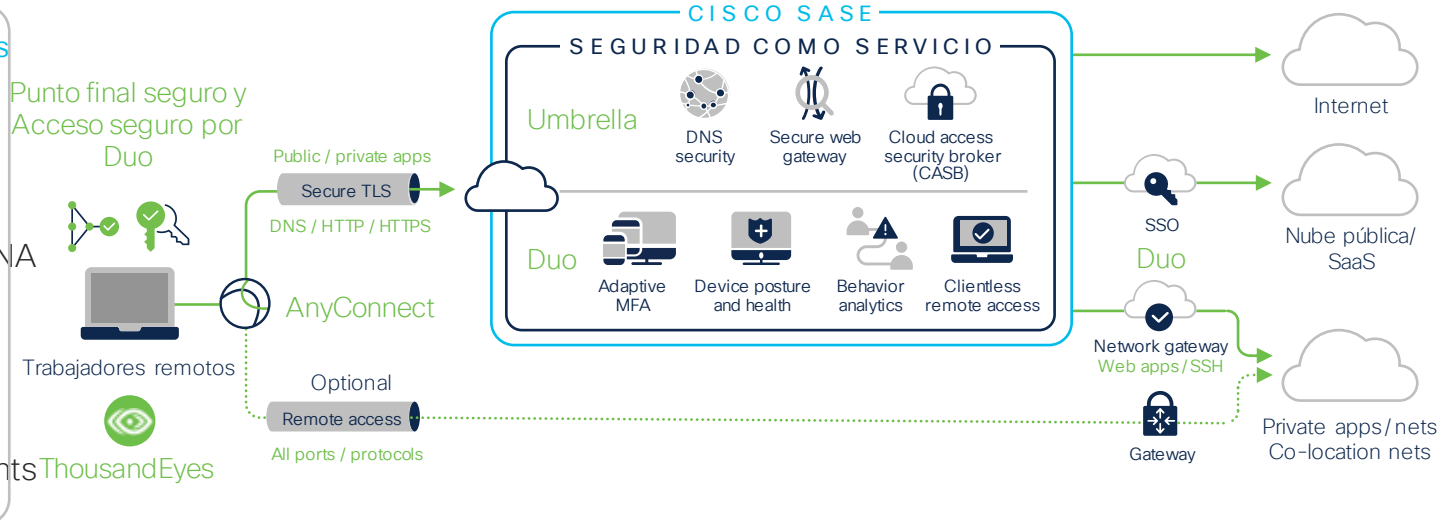 CISCO SASE
SEGURIDAD COMO SERVICIO
s
Punto final seguro y
Acceso seguro por
Duo
NA
Trabajadores remotos
nts
ThousandEyes
AnyConnect
Public / private apps
Secure TLS
DNS / HTTP / HTTPS
Optional
Remote access
All ports / protocols
Umbrella
DNS
security
Secure web
gateway
Cloud access
security broker
(CASB)
Duo
Adaptive
MFA
Device posture
and health
Behavior
analytics
Clientless
remote access
Internet
SSO
Duo
Nube pública/
SaaS
Network gateway
Web apps / SSH
Gateway
Private apps / nets
Co-location nets